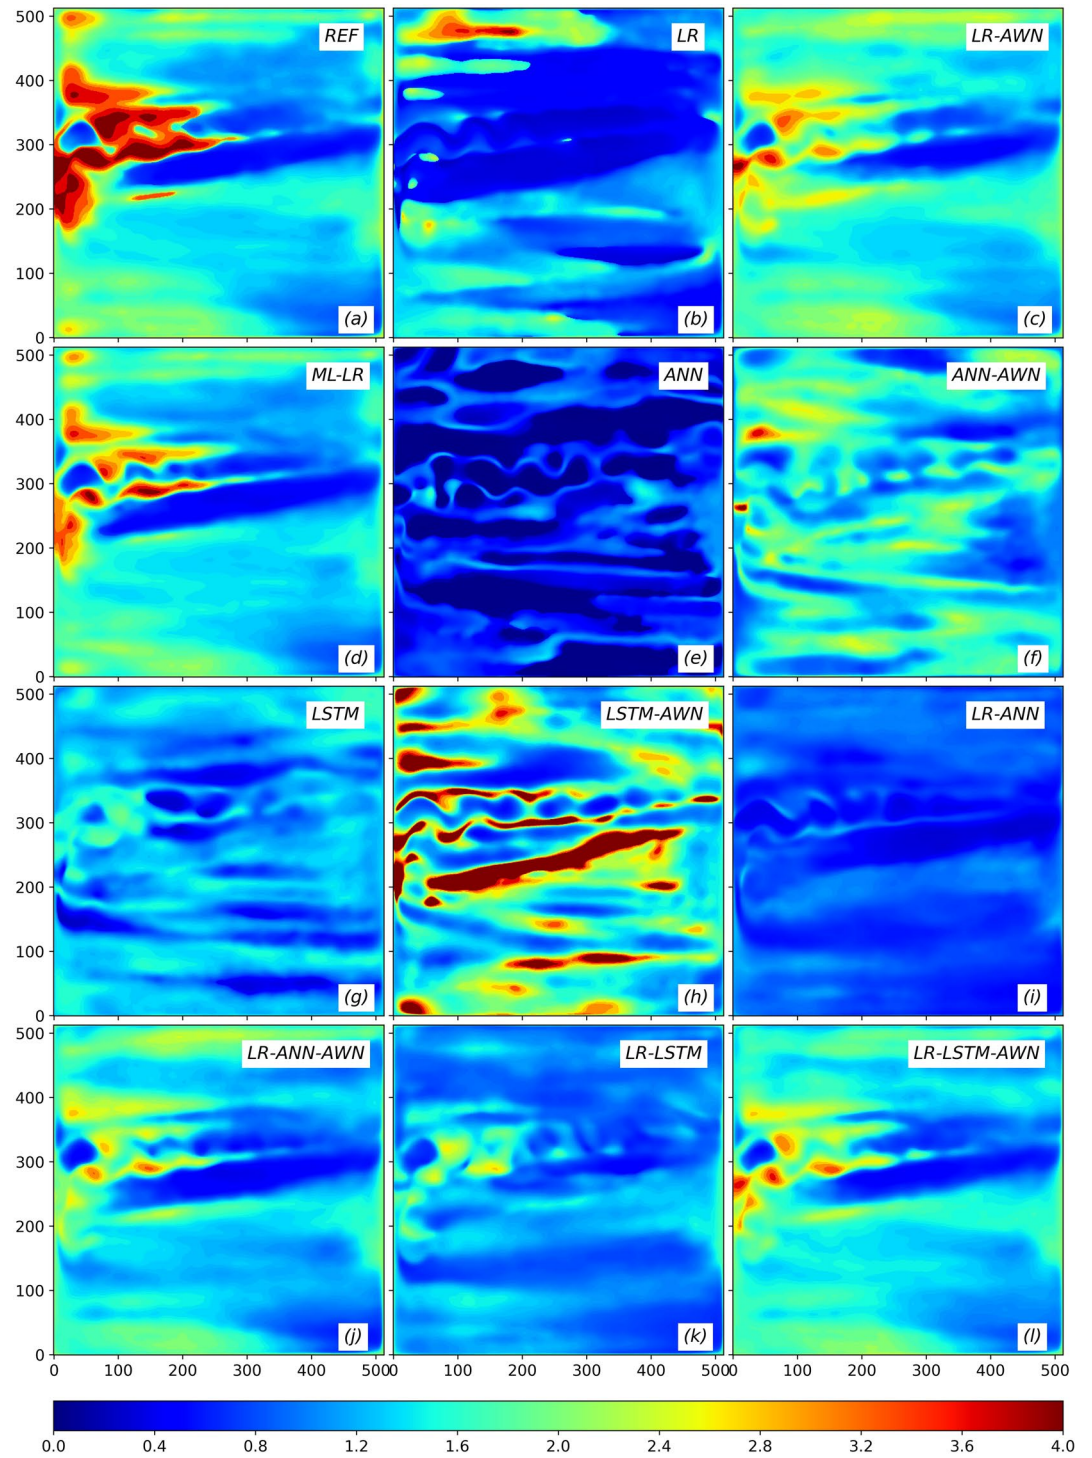 REF
LR
LR-AWN
500
400
300
200
100
0
(a)
(b)
(c)
ML-LR
ANN
ANN-AWN
500
400
300
200
100
0
(d)
(e)
(f)
LSTM
LSTM-AWN
LR-ANN
500
400
300
200
100
0
(g)
(h)
(i)
LR-ANN-AWN
LR-LSTM
LR-LSTM-AWN
500
400
300
200
100
0
(j)
(k)
(l)
0 100 200 300 400 500 0 100 200 300 400 500 0 100 200 300 400 500
0.0 0.4 0.8 1.2 1.6 2.0 2.4 2.8 3.2 3.6 4.0